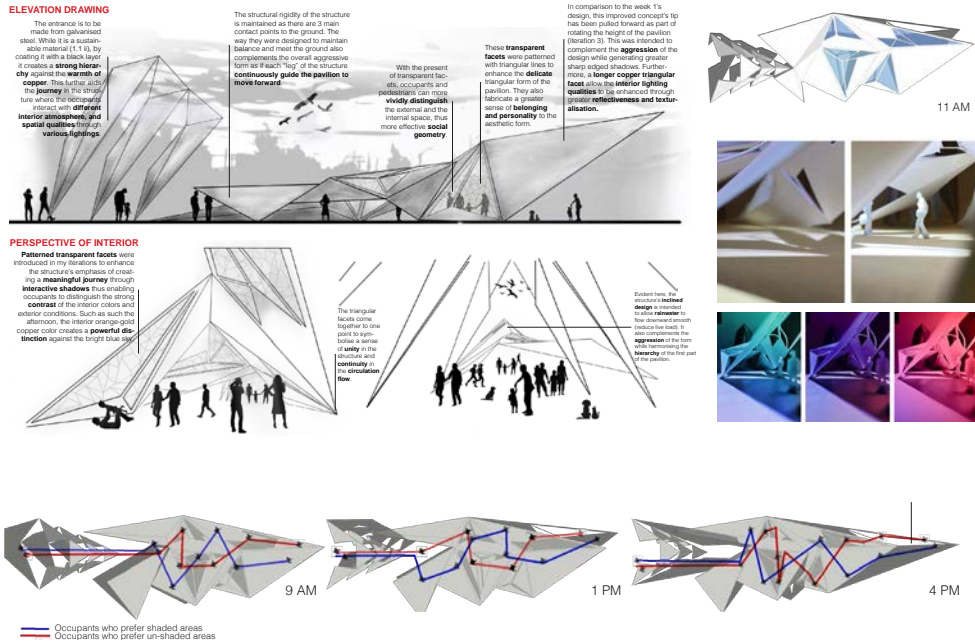 ELEVATION DRAWING
The entrance is to be
made from galvanised
steel. While it is a sustain-
able material (1.1 ii), by
coating it with a black layer
it creates a strong hierar-
chy against the warmth of
copper. This further aids
the journey in the struc-
ture where the occupants
interact with different
interior atmosphere, and
spatial qualities through
various lightings.
The structural rigidity of the structure
is maintained as there are 3 main
contact points to the ground. The
way they were designed to maintain
balance and meet the ground also
complements the overall aggressive
form as if each "leg" of the structure
continuously guide the pavilion to
move forward.
With the present
of transparent fac-
ets, occupants and
pedestrians can more
vividly distinguish
the external and the
internal space, thus
more effective social
geometry.
These transparent
facets were patterned
with triangular lines to
enhance the delicate
triangular form of the
pavilion. They also
fabricate a greater
sense of belonging
and personality to the
aesthetic form.
In comparison to the week 1's
design, this improved concept's tip
has been pulled forward as part of
rotating the height of the pavilion
(iteration 3). This was intended to
complement the aggression of the
design while generating greater
sharp edged shadows. Further-
more, a longer copper triangular
facet allow the interior lighting
qualities to be enhanced through
greater reflectiveness and textur-
alisation.
11 AM
PERSPECTIVE OF INTERIOR
Patterned transparent facets were
introduced in my iterations to enhance
the structure's emphasis of creat-
ing a meaningful journey through
interactive shadows thus enabling
occupants to distinguish the strong
contrast of the interior colors and
exterior conditions. Such as such the
afternoon, the interior orange-gold
copper color creates a powerful dis-
tinction against the bright blue sky.
The triangular
facets come
together to one
point to sym-
bolise a sense
of unity in the
structure and
continuity in
the circulation
flow.
Evident here, the
structure's inclined
design is intended
to allow rainwater to
flow downward smooth
(reduce live load). It
also complements the
aggression of the form
while harmonising the
hierarchy of the first part
of the pavilion.
9 AM
1 PM
4 PM
Occupants who prefer shaded areas
Occupants who prefer un-shaded areas